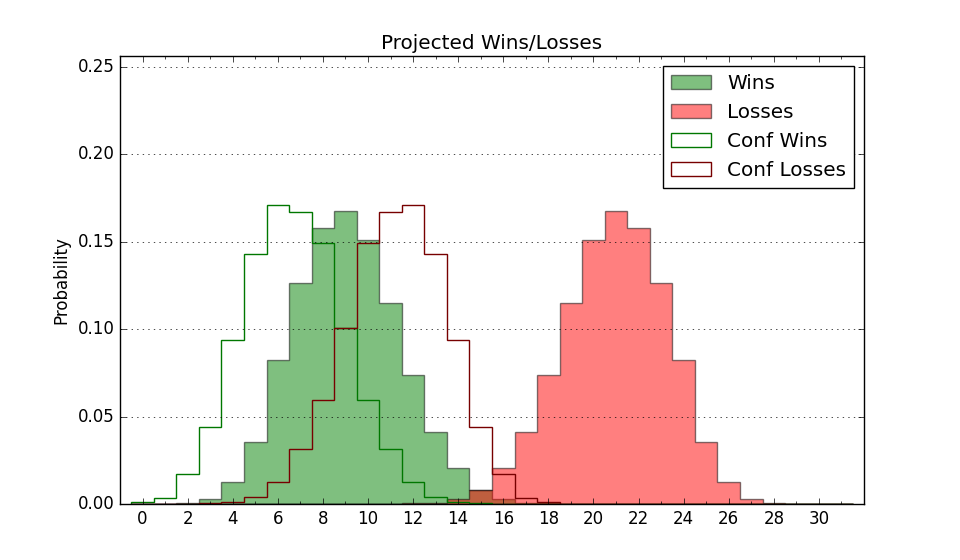 Projected Wins/Losses
0.25
0.20
0.15
0.10
0.05
0.00
Probability
Wins
Losses
Conf Wins
Conf Losses
0 2 4 6 8 10 12 14 16 18 20 22 24 26 28 30